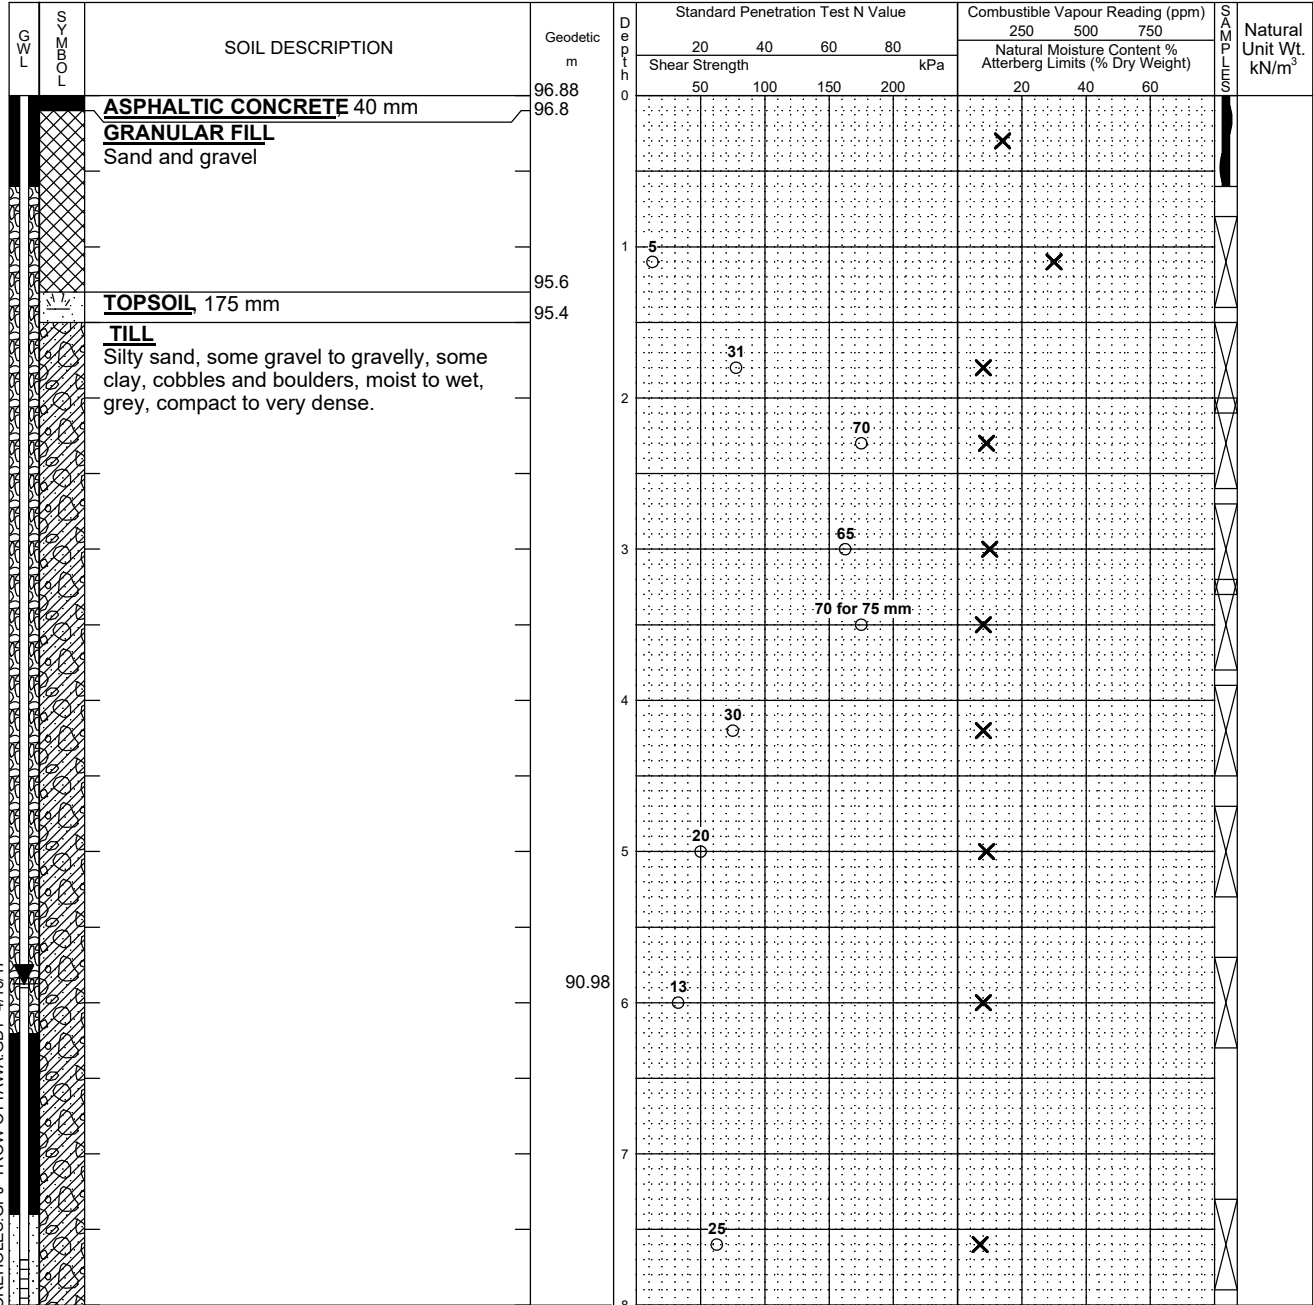 GWL
SYMBOL
SOIL DESCRIPTION
Geodetic
m
Depth
Standard Penetration Test N Value
20 40 60 80
Shear Strength kPa
50 100 150 200
Combustible Vapour Reading (ppm)
250 500 750
Natural Moisture Content %
Atterberg Limits (% Dry Weight)
20 40 60
SAMPLES
Natural
Unit Wt.
kN/m³
96.88
0
ASPHALTIC CONCRETE, 40 mm
96.8
GRANULAR FILL
Sand and gravel
1
5
95.6
TOPSOIL, 175 mm
95.4
TILL
Silty sand, some gravel to gravelly, some
clay, cobbles and boulders, moist to wet,
grey, compact to very dense.
31
2
70
65
3
70 for 75 mm
4
30
20
5
90.98
13
6
7
25
8